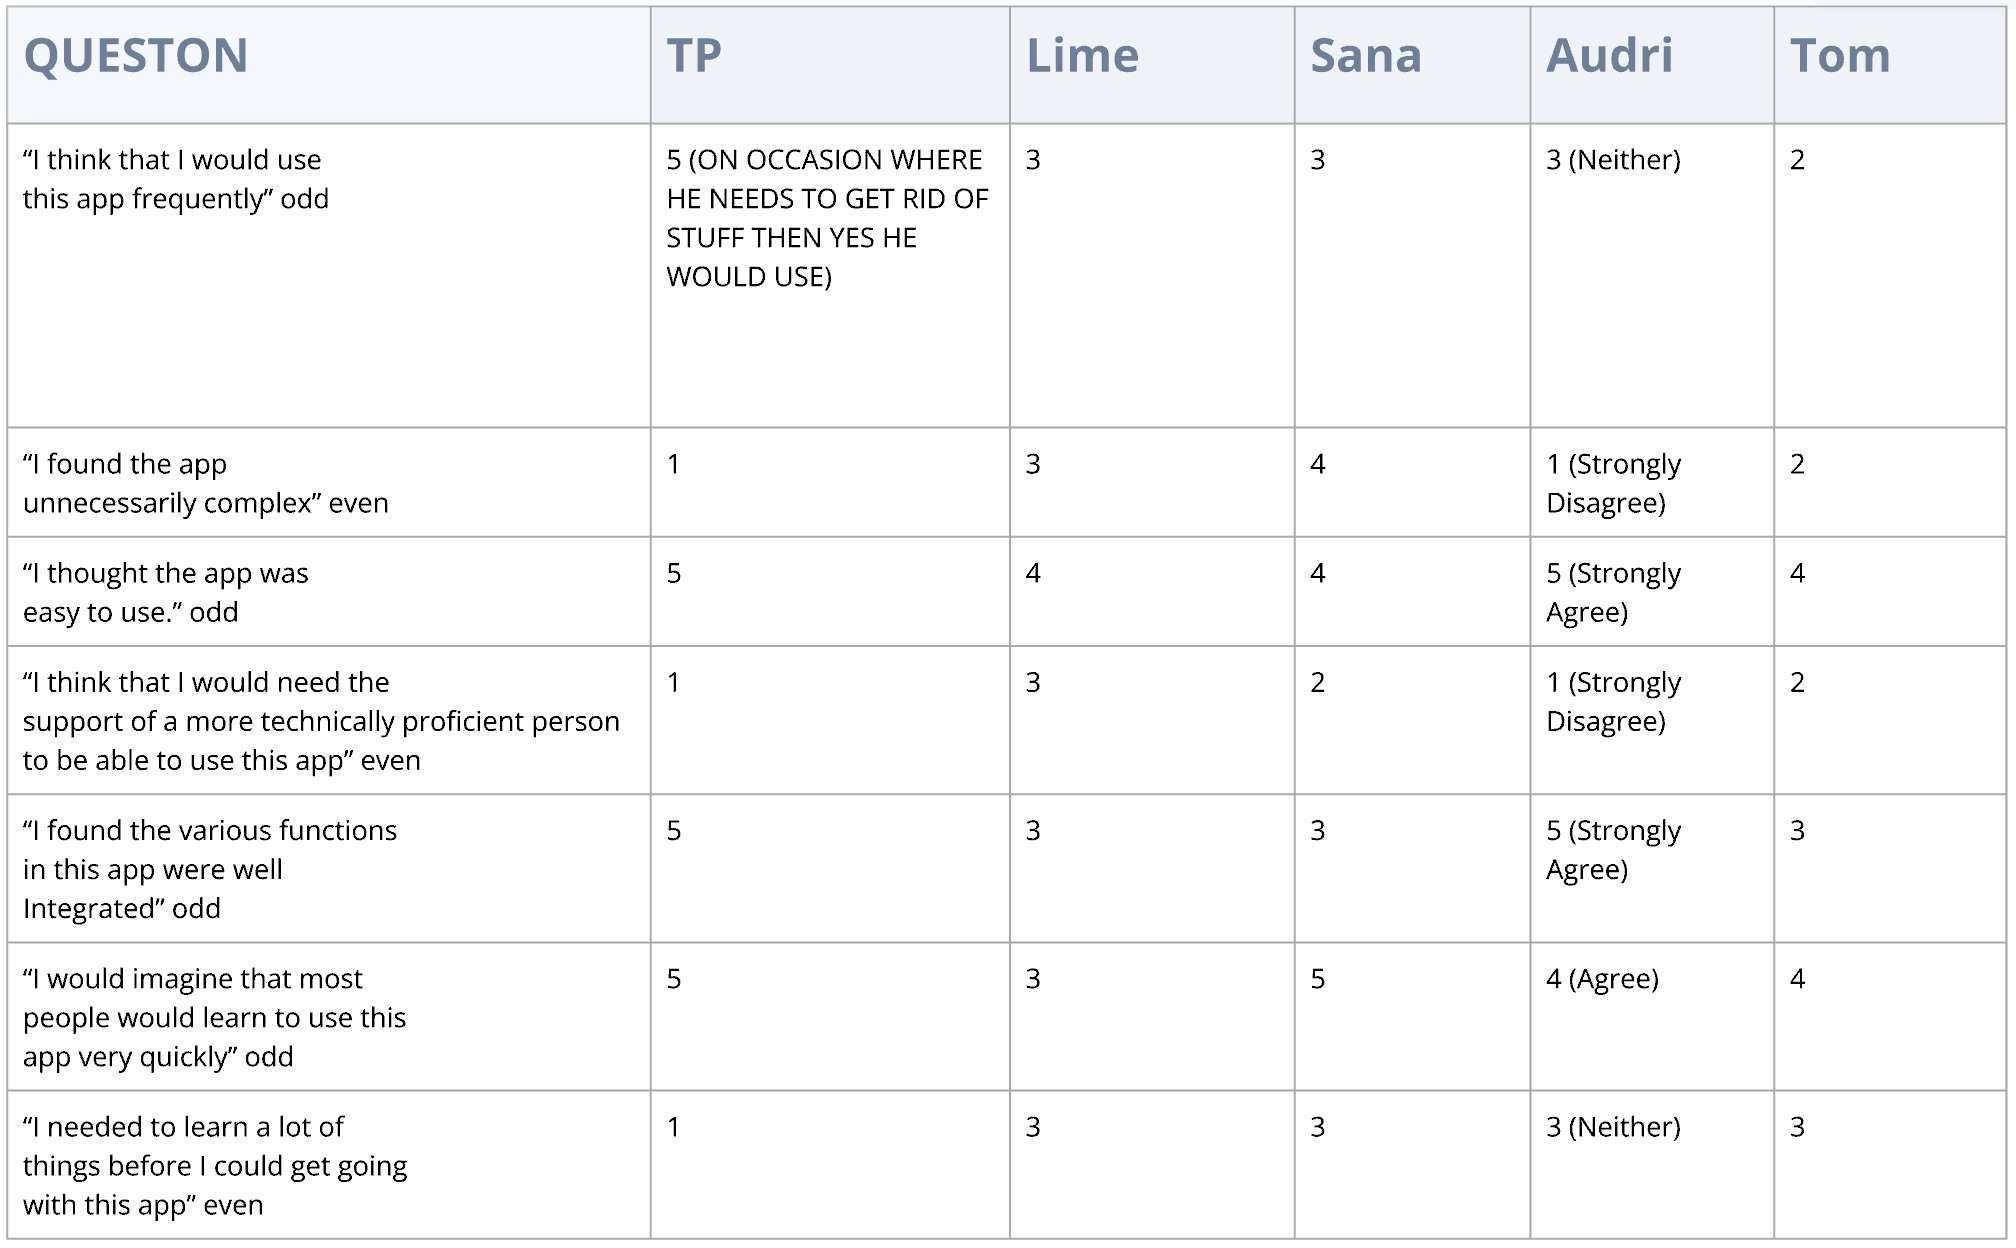 QUESTON TP Lime Sana Audri Tom
“I think that I would use
this app frequently” odd
5 (ON OCCASION WHERE
HE NEEDS TO GET RID OF
STUFF THEN YES HE
WOULD USE)
3
3
3 (Neither)
2
“I found the app
unnecessarily complex” even
1
3
4
1 (Strongly
Disagree)
2
“I thought the app was
easy to use.” odd
5
4
4
5 (Strongly
Agree)
4
“I think that I would need the
support of a more technically proficient person
to be able to use this app” even
1
3
2
1 (Strongly
Disagree)
2
“I found the various functions
in this app were well
Integrated” odd
5
3
3
5 (Strongly
Agree)
3
“I would imagine that most
people would learn to use this
app very quickly” odd
5
3
5
4 (Agree)
4
“I needed to learn a lot of
things before I could get going
with this app” even
1
3
3
3 (Neither)
3